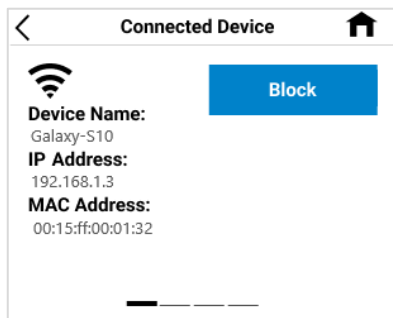 Connected Device
Block
Device Name:
Galaxy-S10
IP Address:
192.168.1.3
MAC Address:
00:15:ff:00:01:32